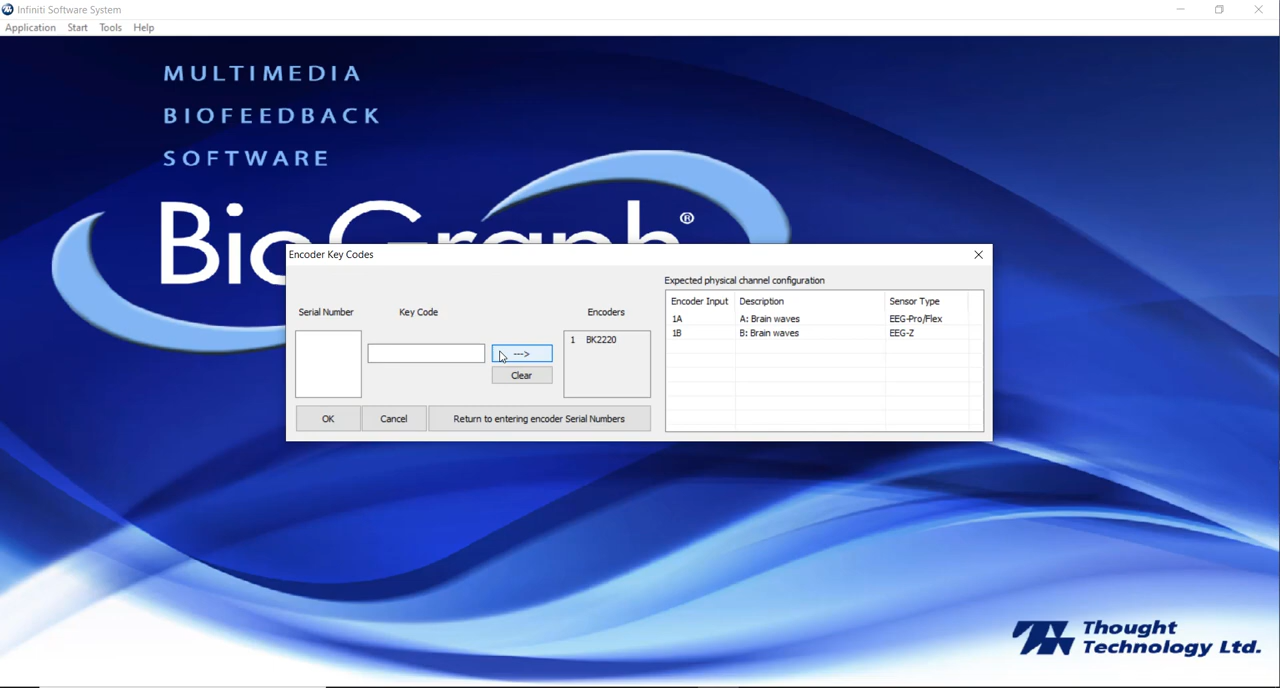 Infiniti Software System
Application Start Tools Help
MULTIMEDIA
BIOFEEDBACK
SOFTWARE
BioGraph®
Encoder Key Codes
Expected physical channel configuration
Serial Number Key Code Encoders
Encoder Input Description Sensor Type
1A A: Brain waves EEG-Pro/Flex
1B B: Brain waves EEG-Z
1 BK2220
--->
Clear
OK Cancel Return to entering encoder Serial Numbers
Thought
Technology Ltd.